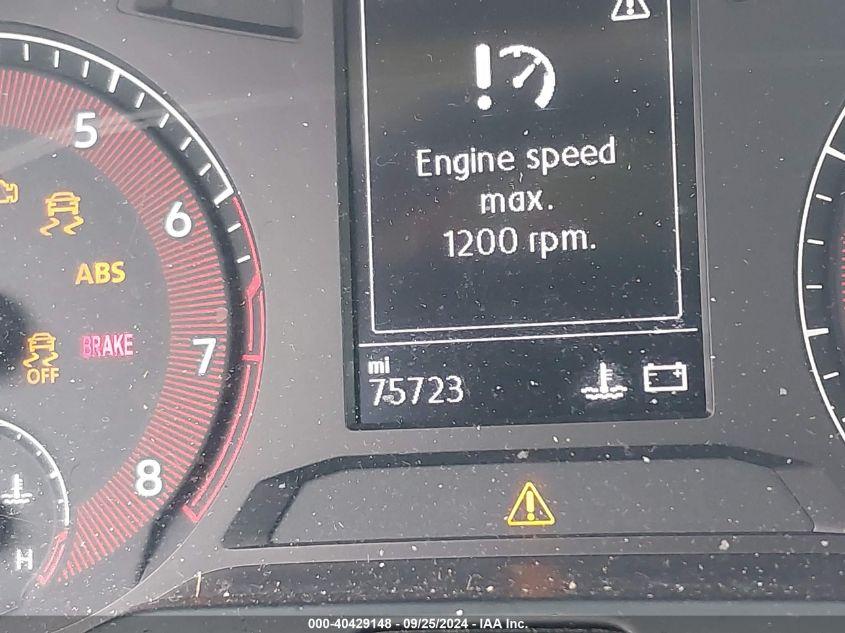 5
6
ABS
BRAKE
OFF
7
8
H
Engine speed
max.
1200 rpm.
mi
75723
000-40429148 - 09/25/2024 - IAA Inc.